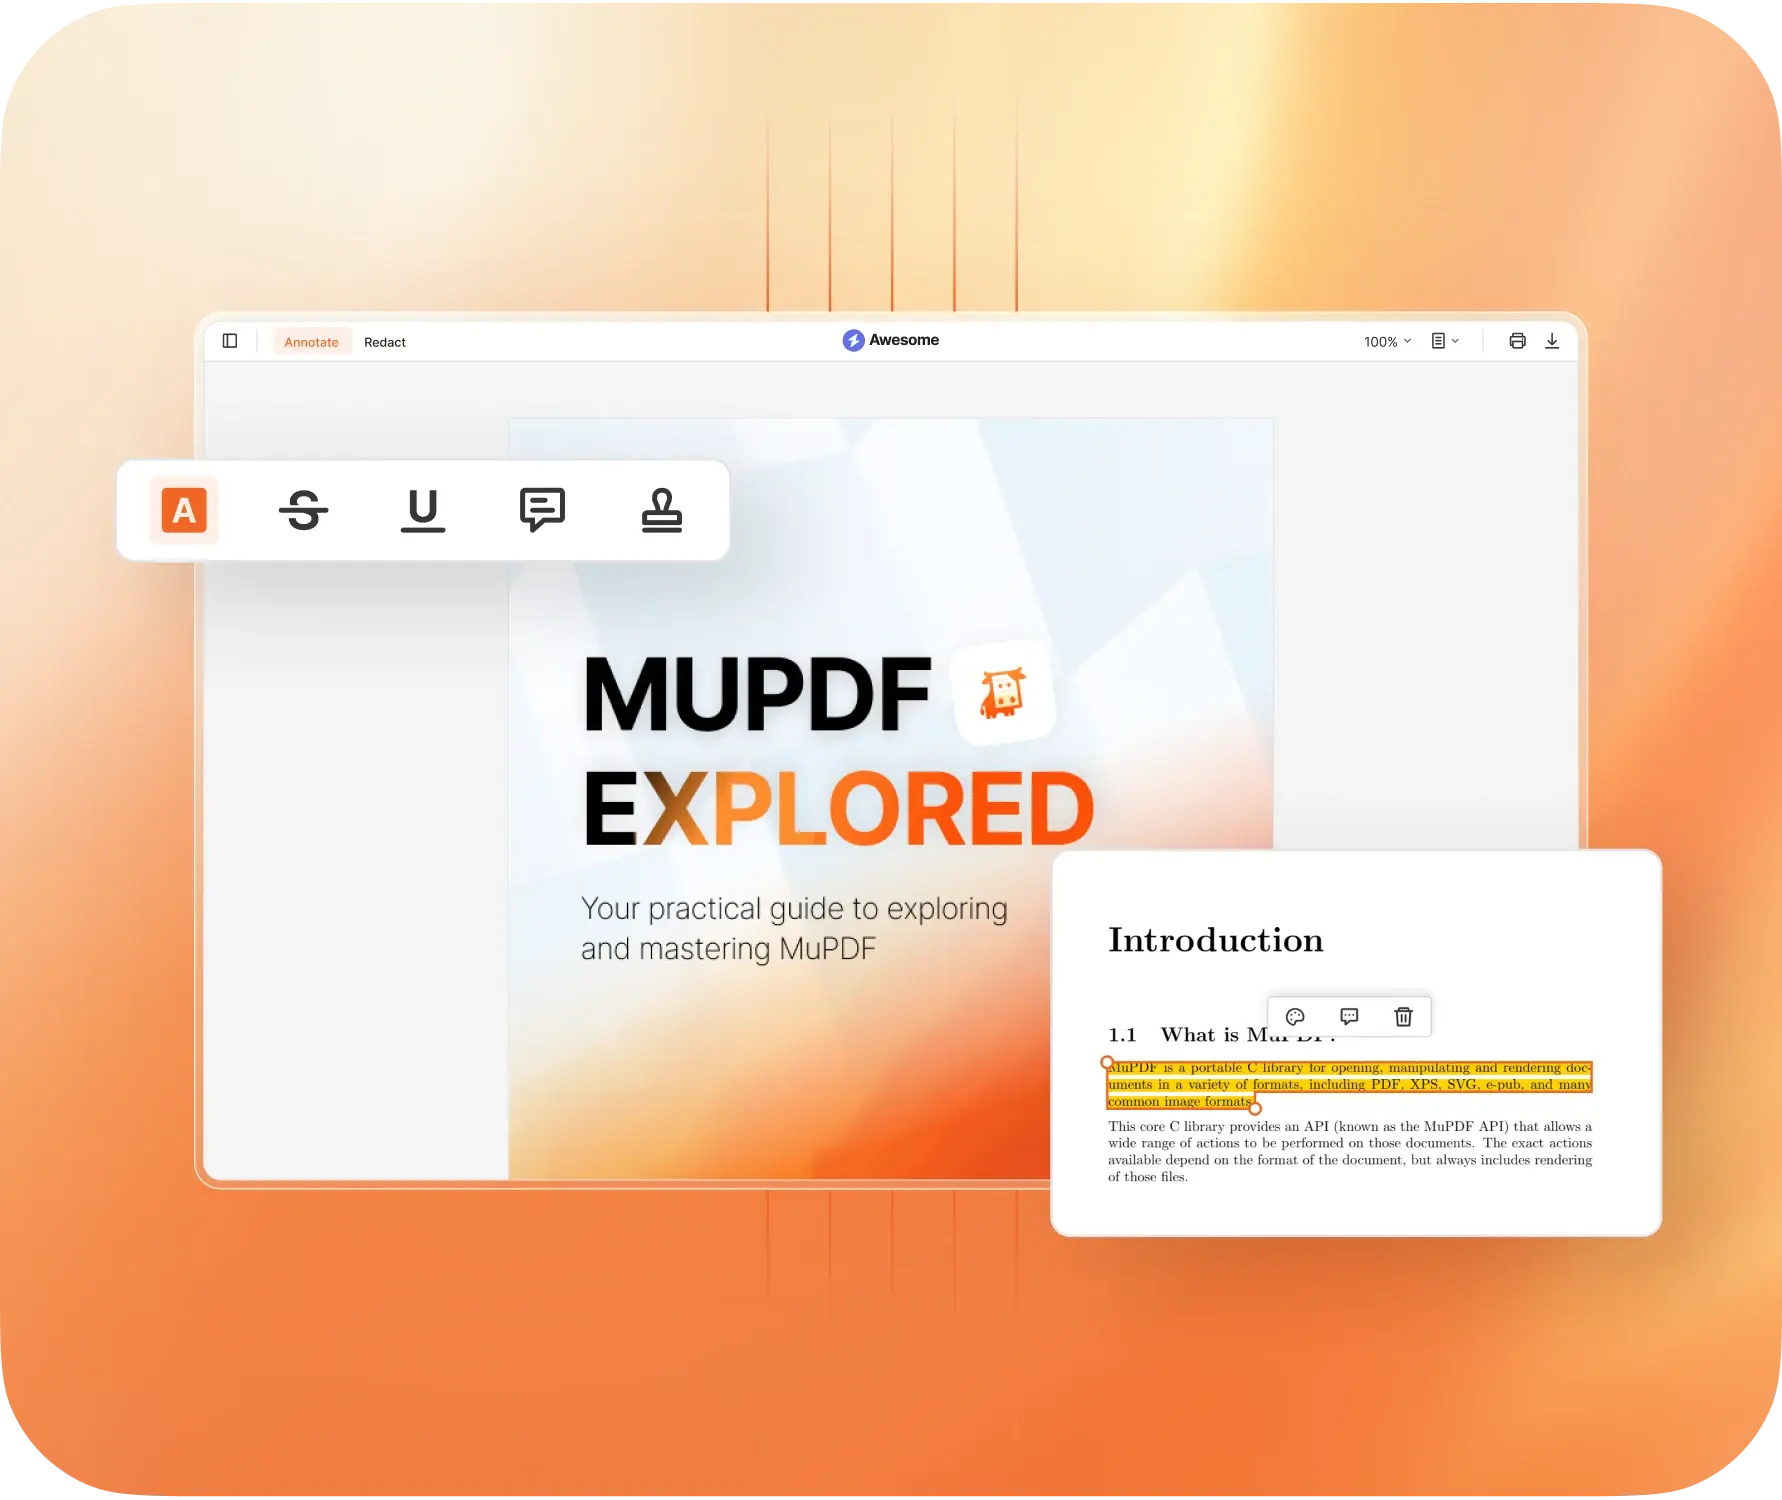 Annotate Redact Awesome 100%
A S U
MUPDF
EXPLORED
Your practical guide to exploring
and mastering MuPDF
Introduction
1.1 What is MuPDF?
MuPDF is a portable C library for opening, manipulating and rendering doc-
uments in a variety of formats, including PDF, XPS, SVG, e-pub, and many
common image formats.
This core C library provides an API (known as the MuPDF API) that allows a
wide range of actions to be performed on those documents. The exact actions
available depend on the format of the document, but always includes rendering
of those files.